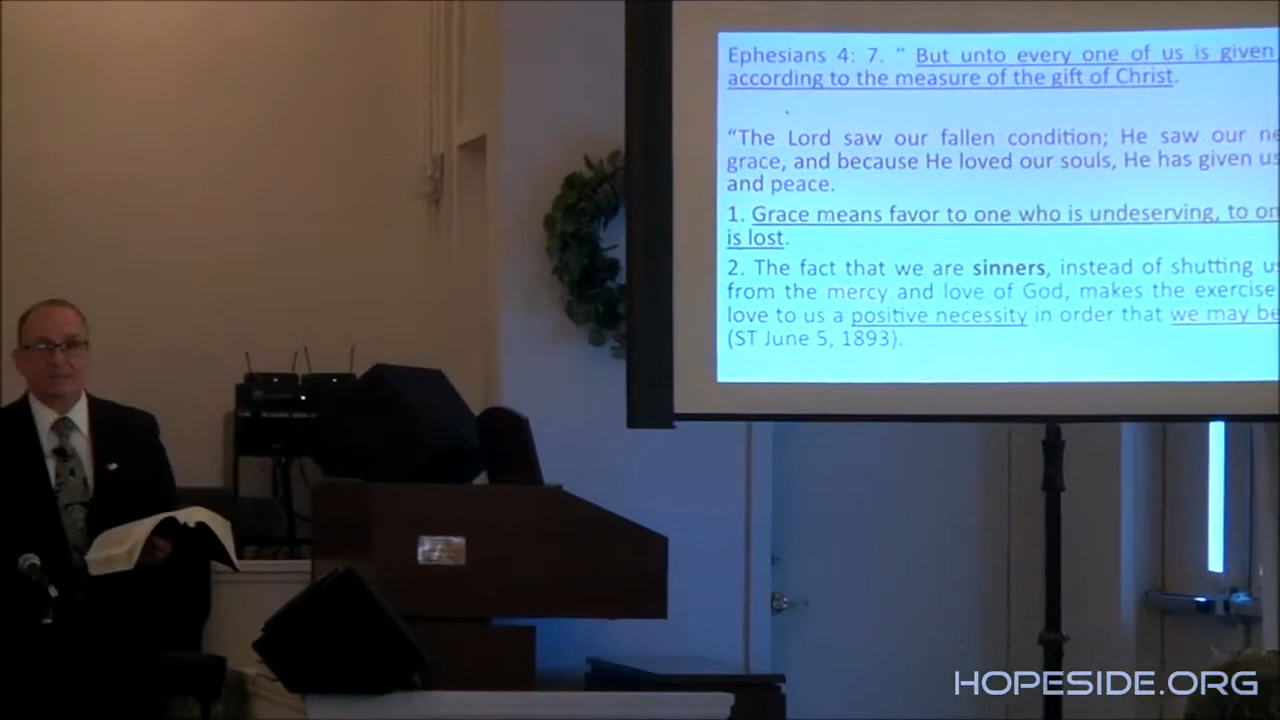 Ephesians 4: 7. “ But unto every one of us is given
according to the measure of the gift of Christ.
“The Lord saw our fallen condition; He saw our
grace, and because He loved our souls, He has given
and peace.
1. Grace means favor to one who is undeserving, to
is lost.
2. The fact that we are sinners, instead of shutting
from the mercy and love of God, makes the exercise
love to us a positive necessity in order that we may be
(ST June 5, 1893).
HOPESIDE.ORG